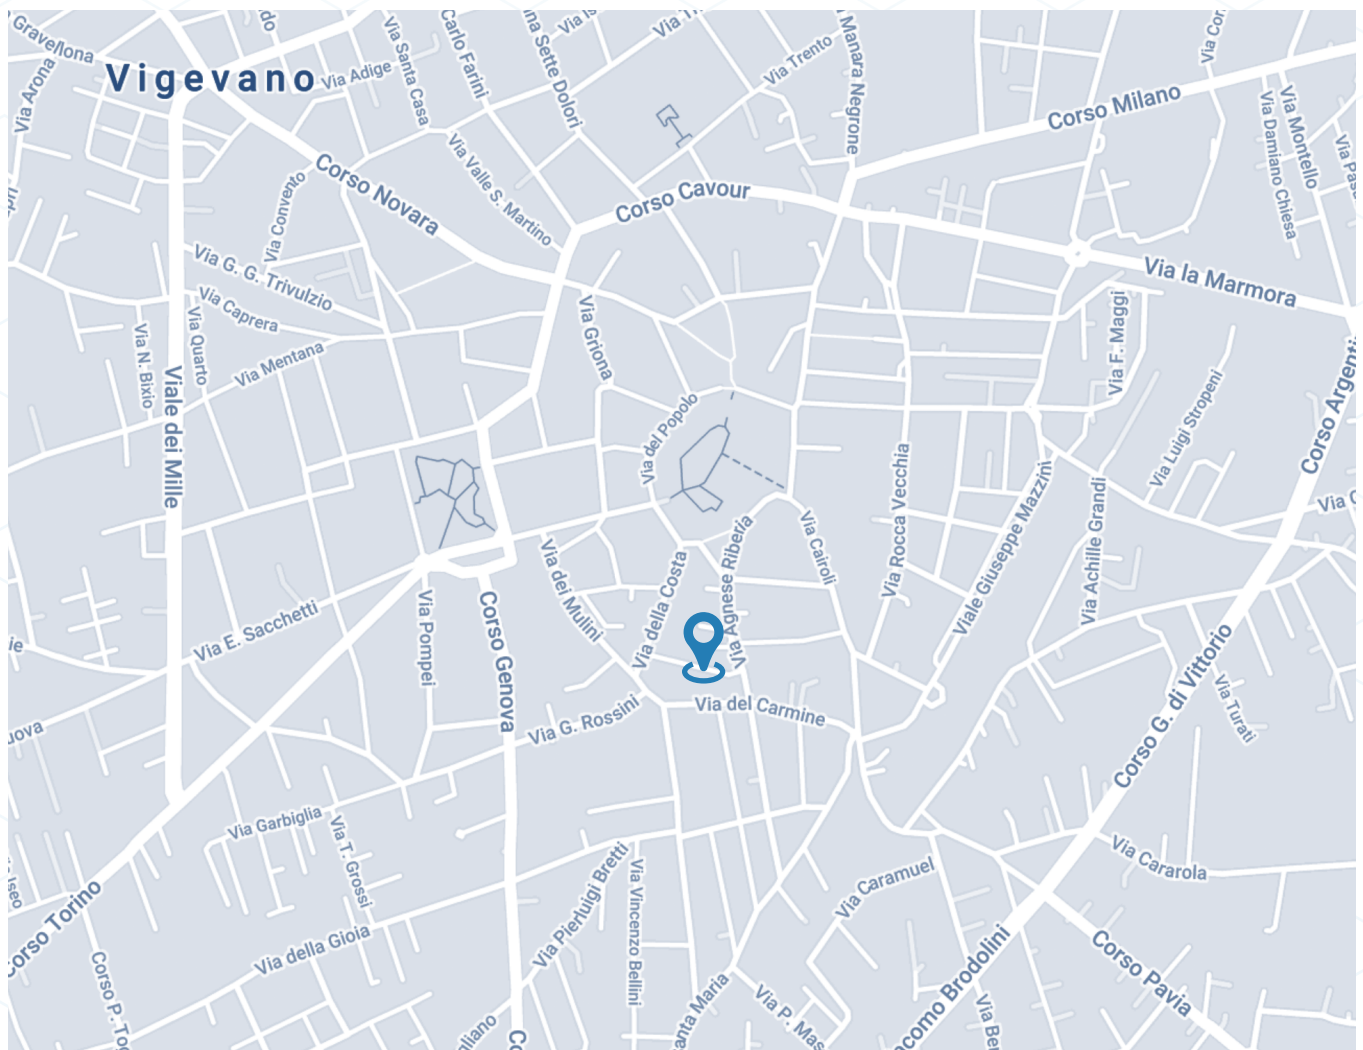 Gravellona
Via Arona
Vigevano
Via Adige
Via Santa Casa
Carlo Farini
Via Trento
Manara Negrone
Corso Milano
Via Damiano Chiesa
Via Montello
Via Valle S. Martino
Corso Novara
Via Convento
Corso Cavour
Via la Marmora
Via G. G. Trivulzio
Via Caprera
Via N. Bixio
Via Quarto
Via Mentana
Via Griona
Via F. Maggi
Viale dei Mille
Via del Popolo
Via Luigi Stropeni
Via Rocca Vecchia
Viale Giuseppe Mazzini
Via Achille Grandi
Via Cairoli
Via Agnese Riberia
Via della Costa
Via dei Mulini
Via E. Sacchetti
Via Pompei
Corso Genova
Via
Via G. Rossini
Via del Carmine
Corso G. di Vittorio
Via Turati
Via Garbiglia
Via T. Grossi
Via Pierluigi Bretti
Via Vincenzo Bellini
Via Caramuel
Via Cararola
Corso Torino
Via della Gioia
Corso Pavia